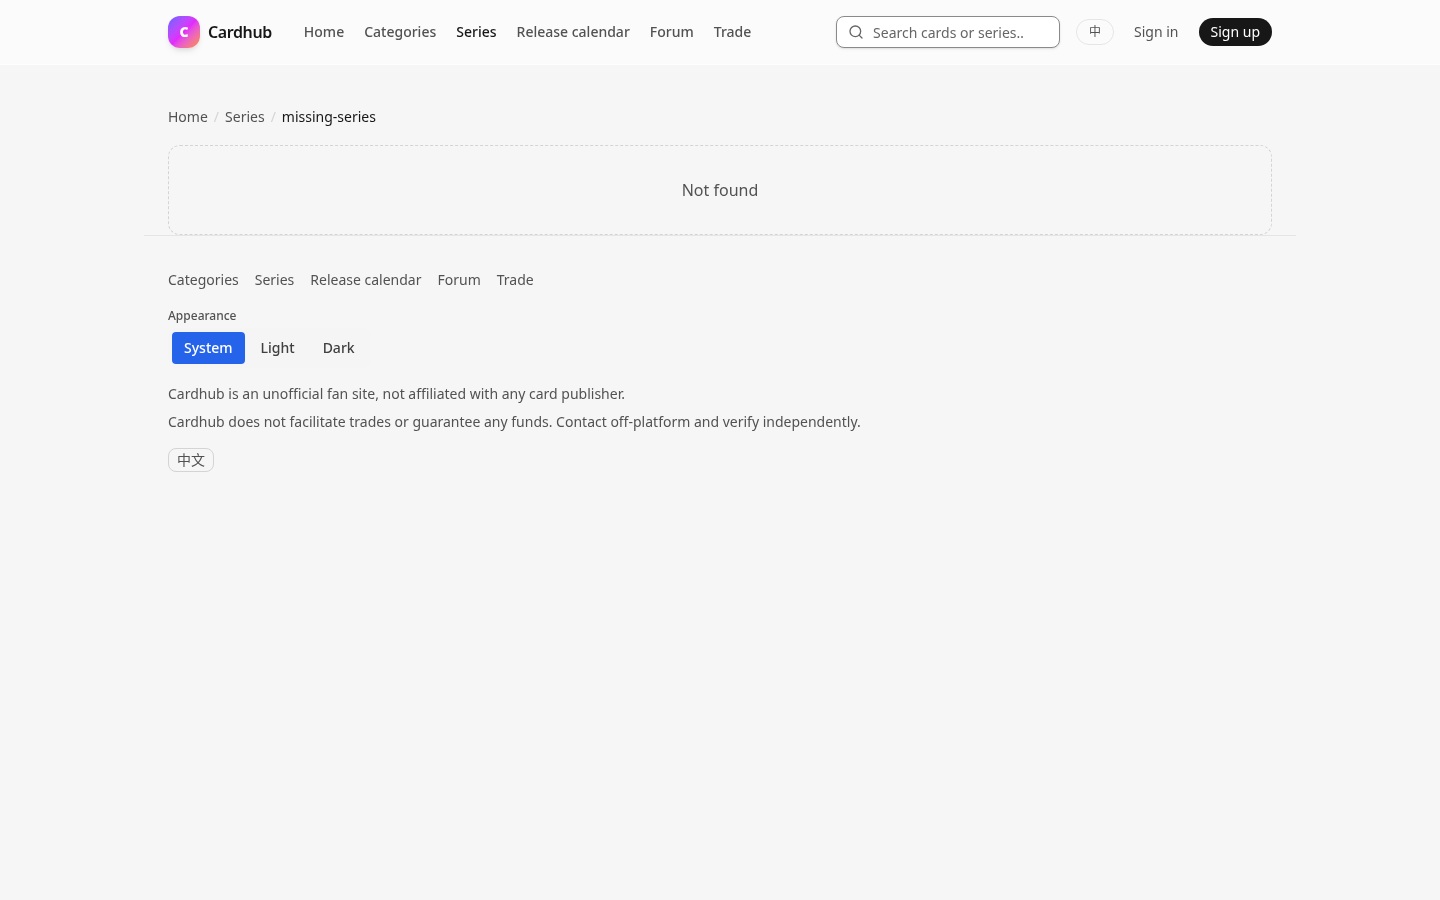 C Cardhub Home Categories Series Release calendar Forum Trade Search cards or series.. 中 Sign in Sign up
Home / Series / missing-series
Not found
Categories Series Release calendar Forum Trade
Appearance
System Light Dark
Cardhub is an unofficial fan site, not affiliated with any card publisher.
Cardhub does not facilitate trades or guarantee any funds. Contact off-platform and verify independently.
中文